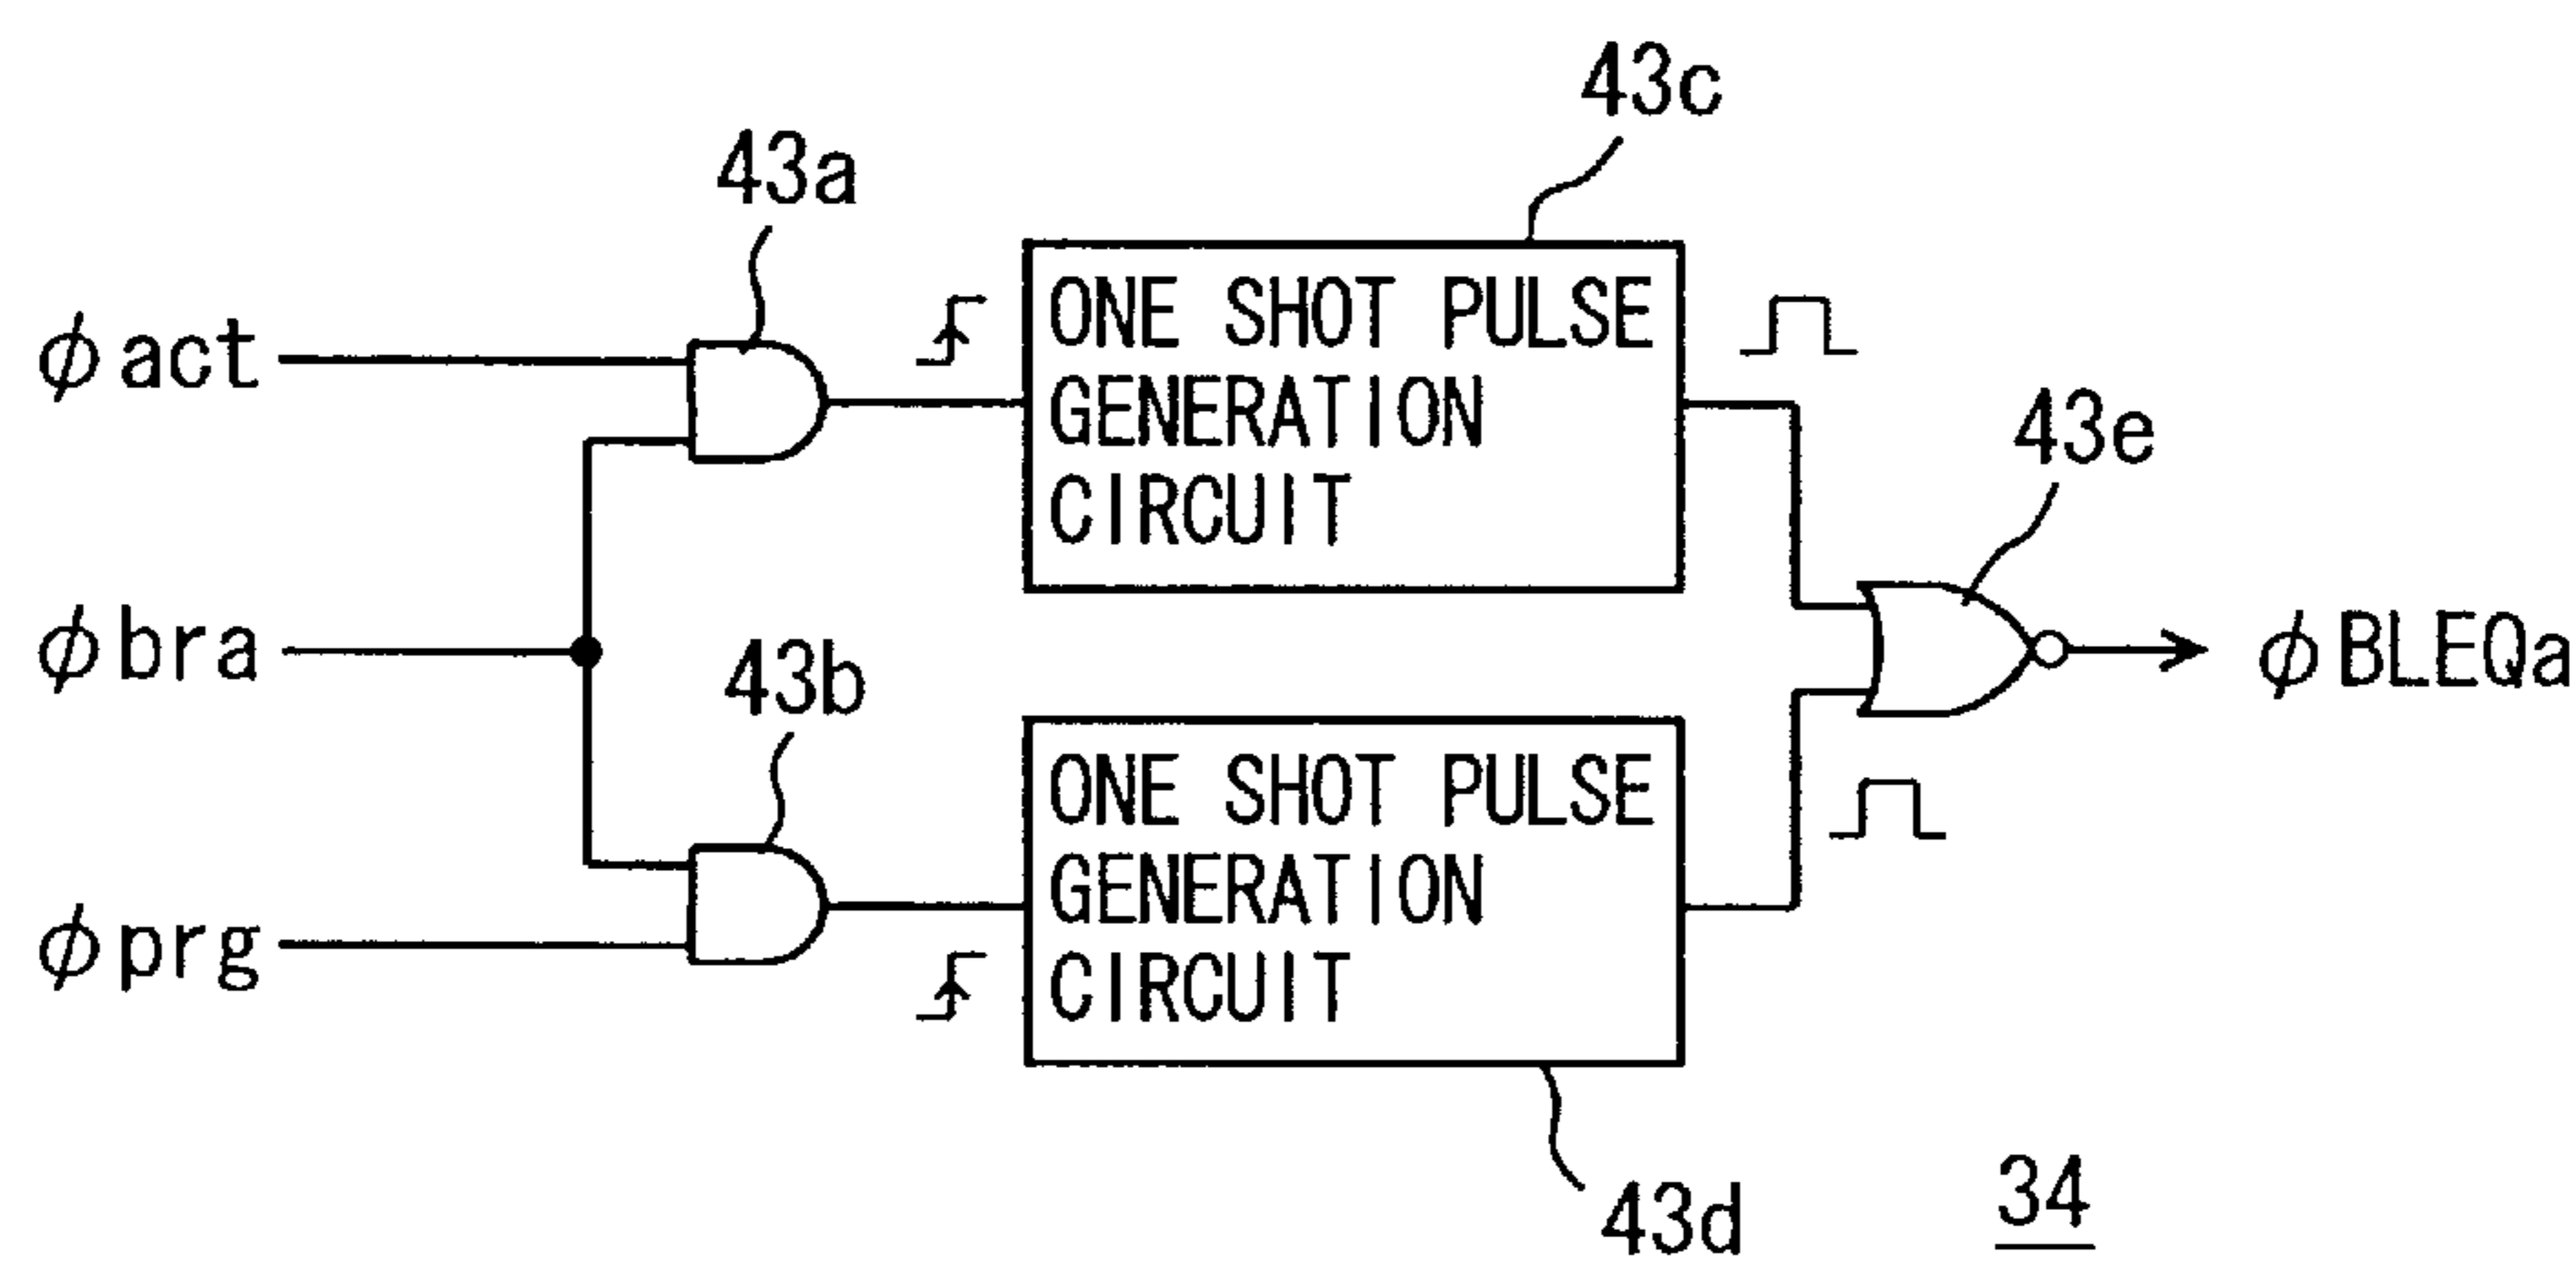 43c
43a
ONE SHOT PULSE
GENERATION
CIRCUIT
φact
43e
φbra
φBLEQa
43b
ONE SHOT PULSE
GENERATION
CIRCUIT
φprg
43d
34